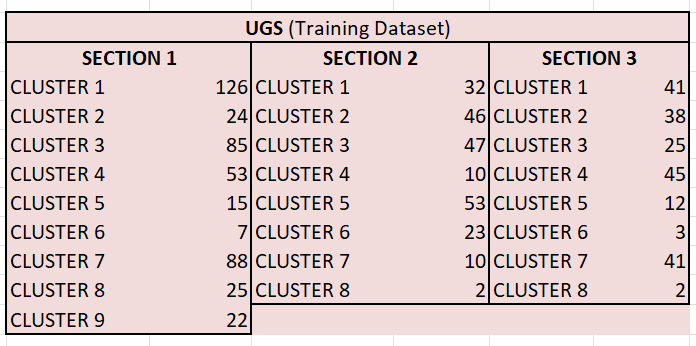 UGS (Training Dataset)
SECTION 1 SECTION 2 SECTION 3
CLUSTER 1 126 CLUSTER 1 32 CLUSTER 1 41
CLUSTER 2 24 CLUSTER 2 46 CLUSTER 2 38
CLUSTER 3 85 CLUSTER 3 47 CLUSTER 3 25
CLUSTER 4 53 CLUSTER 4 10 CLUSTER 4 45
CLUSTER 5 15 CLUSTER 5 53 CLUSTER 5 12
CLUSTER 6 7 CLUSTER 6 23 CLUSTER 6 3
CLUSTER 7 88 CLUSTER 7 10 CLUSTER 7 41
CLUSTER 8 25 CLUSTER 8 2 CLUSTER 8 2
CLUSTER 9 22